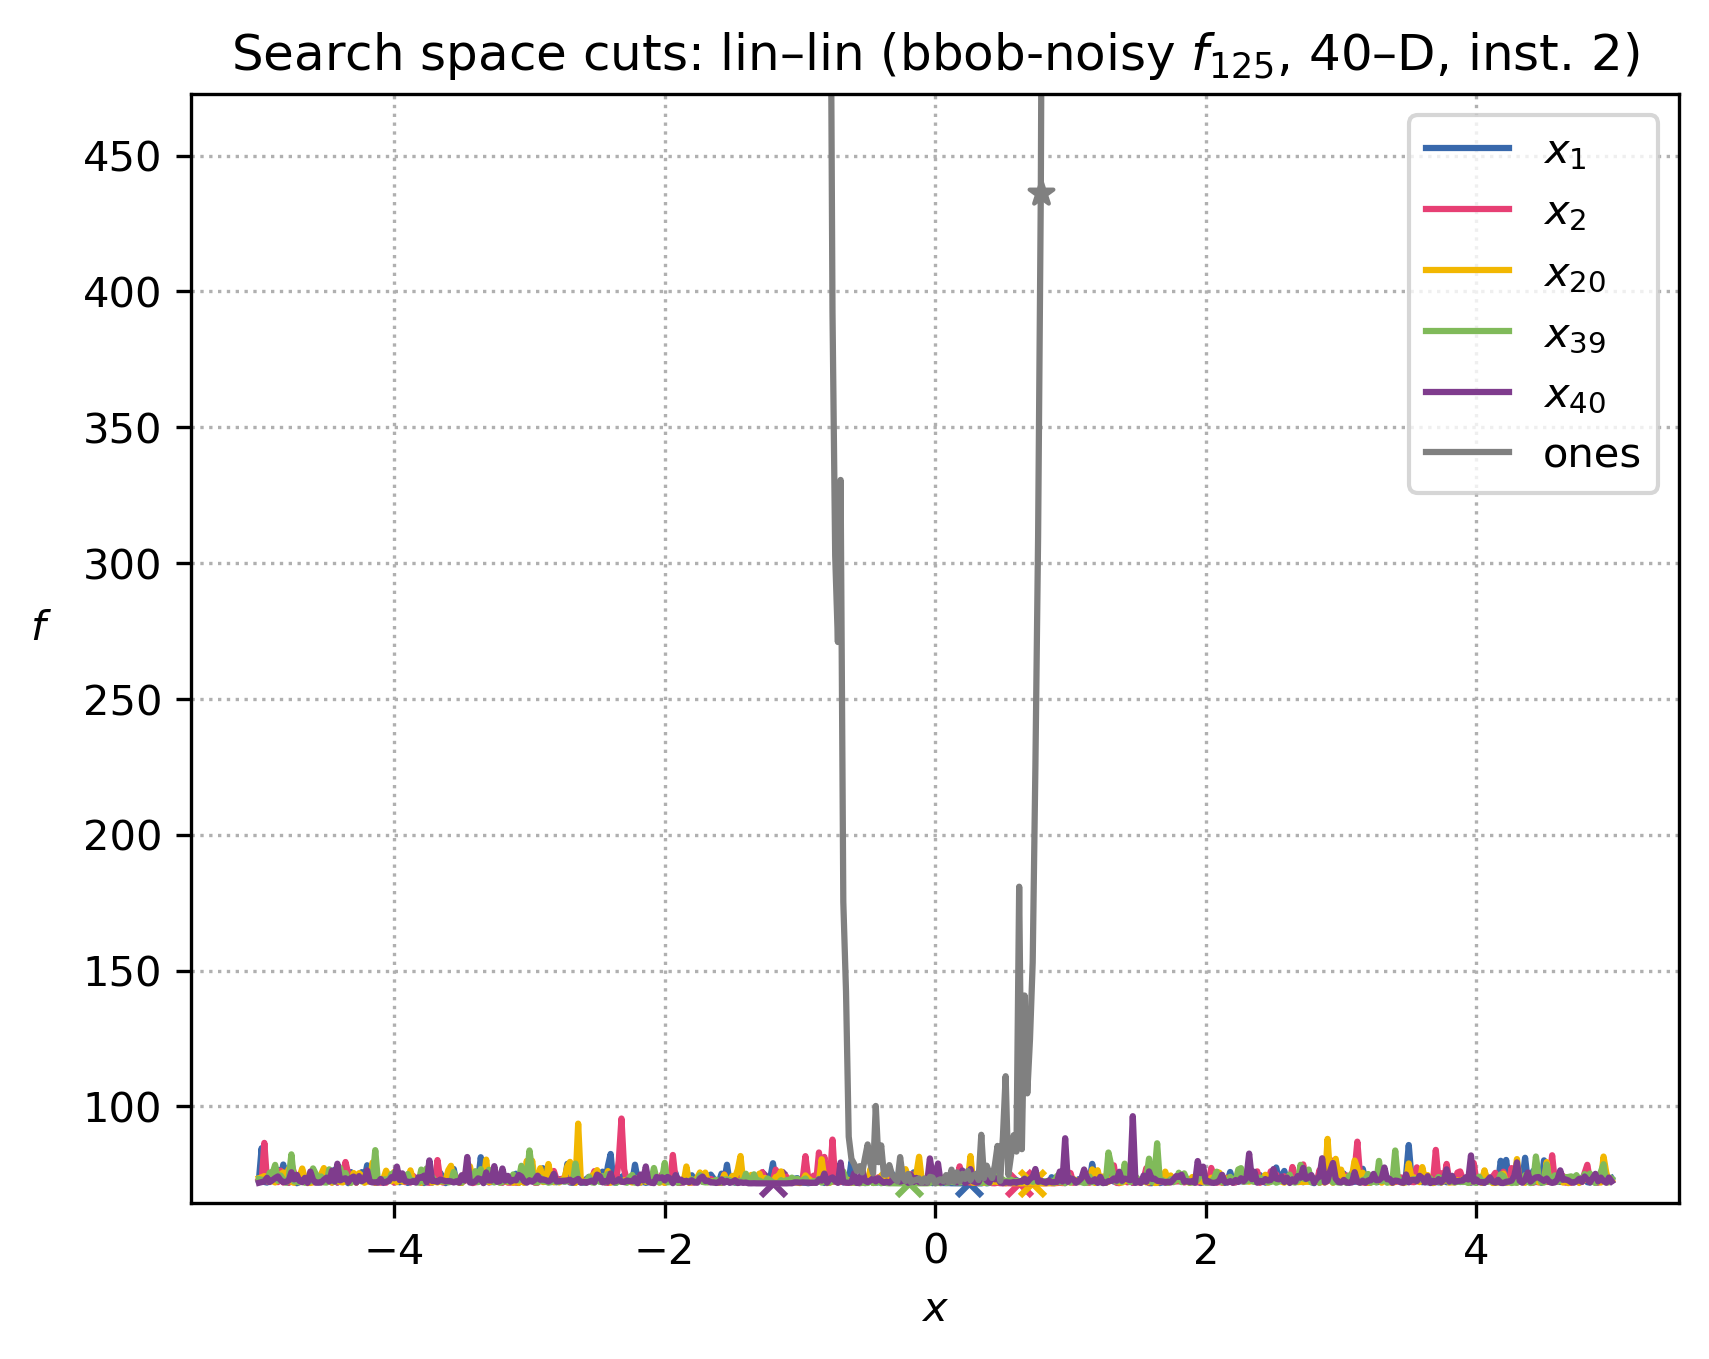 Search space cuts: lin–lin (bbob-noisy f₁₂₅, 40–D, inst. 2)
450
400
350
300
250
200
150
100
f
−4
−2
0
2
4
x
x₁
x₂
x₂₀
x₃₉
x₄₀
ones